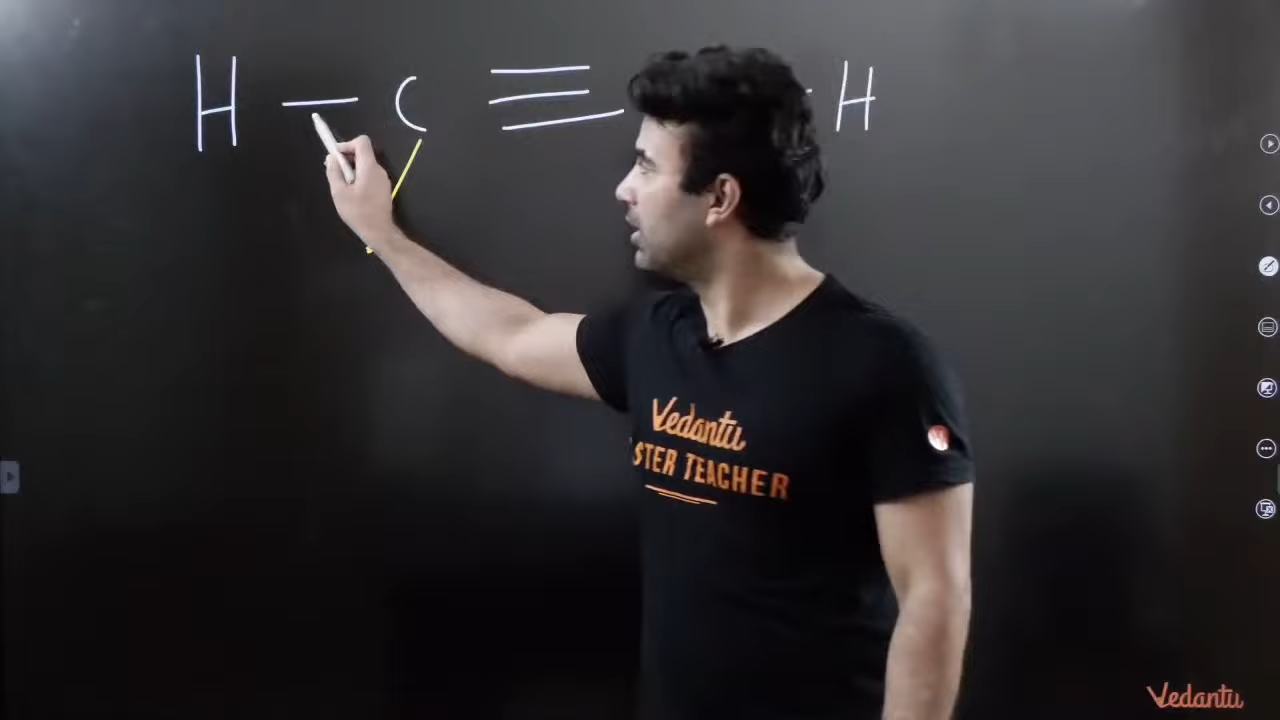 H — C ≡ - H
Vedantu
STER TEACHER
Vedantu